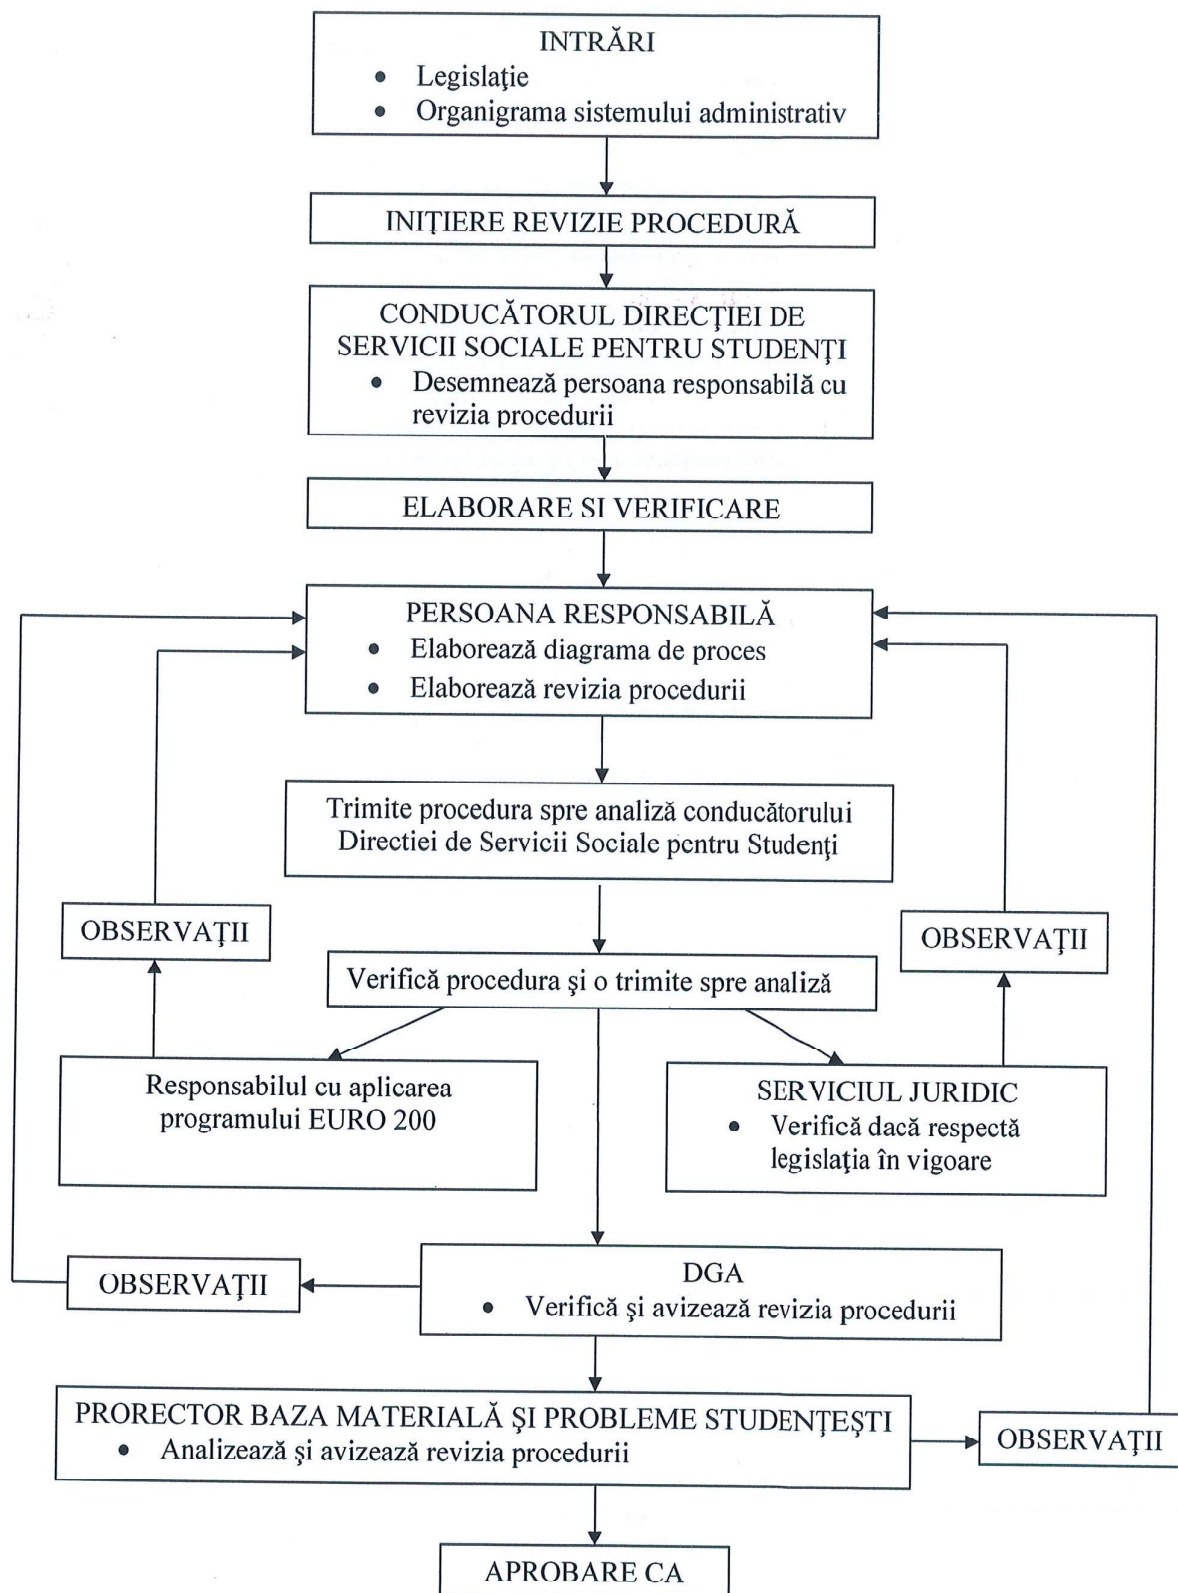 INTRĂRI
• Legislaţie
• Organigrama sistemului administrativ
INIŢIERE REVIZIE PROCEDURĂ
CONDUCĂTORUL DIRECŢIEI DE
SERVICII SOCIALE PENTRU STUDENŢI
• Desemnează persoana responsabilă cu
revizia procedurii
ELABORARE SI VERIFICARE
PERSOANA RESPONSABILĂ
• Elaborează diagrama de proces
• Elaborează revizia procedurii
Trimite procedura spre analiză conducătorului
Directiei de Servicii Sociale pentru Studenţi
OBSERVAŢII
OBSERVAŢII
Verifică procedura şi o trimite spre analiză
Responsabilul cu aplicarea
programului EURO 200
SERVICIUL JURIDIC
• Verifică dacă respectă
legislaţia în vigoare
OBSERVAŢII
DGA
• Verifică şi avizează revizia procedurii
PRORECTOR BAZA MATERIALĂ ŞI PROBLEME STUDENŢEŞTI
• Analizează şi avizează revizia procedurii
OBSERVAŢII
APROBARE CA